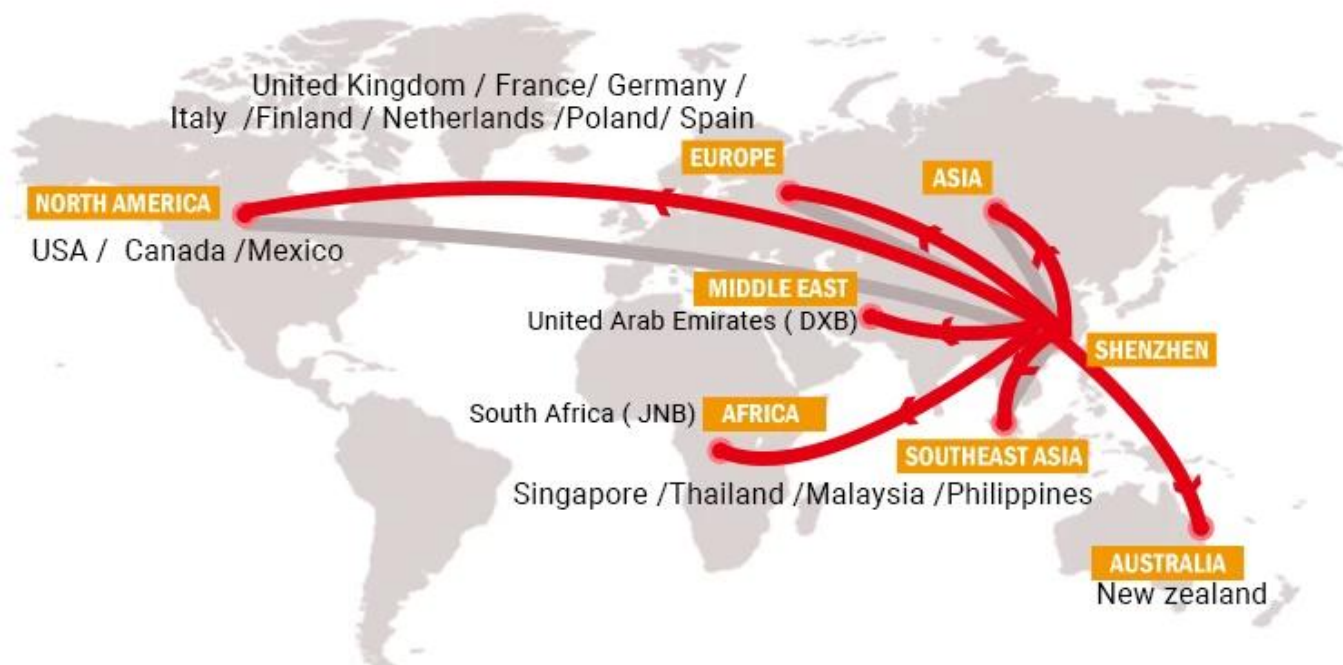 United Kingdom / France/ Germany /
Italy /Finland / Netherlands /Poland/ Spain
EUROPE
ASIA
NORTH AMERICA
USA / Canada /Mexico
MIDDLE EAST
United Arab Emirates ( DXB)
SHENZHEN
South Africa ( JNB)
AFRICA
SOUTHEAST ASIA
Singapore /Thailand /Malaysia /Philippines
AUSTRALIA
New zealand